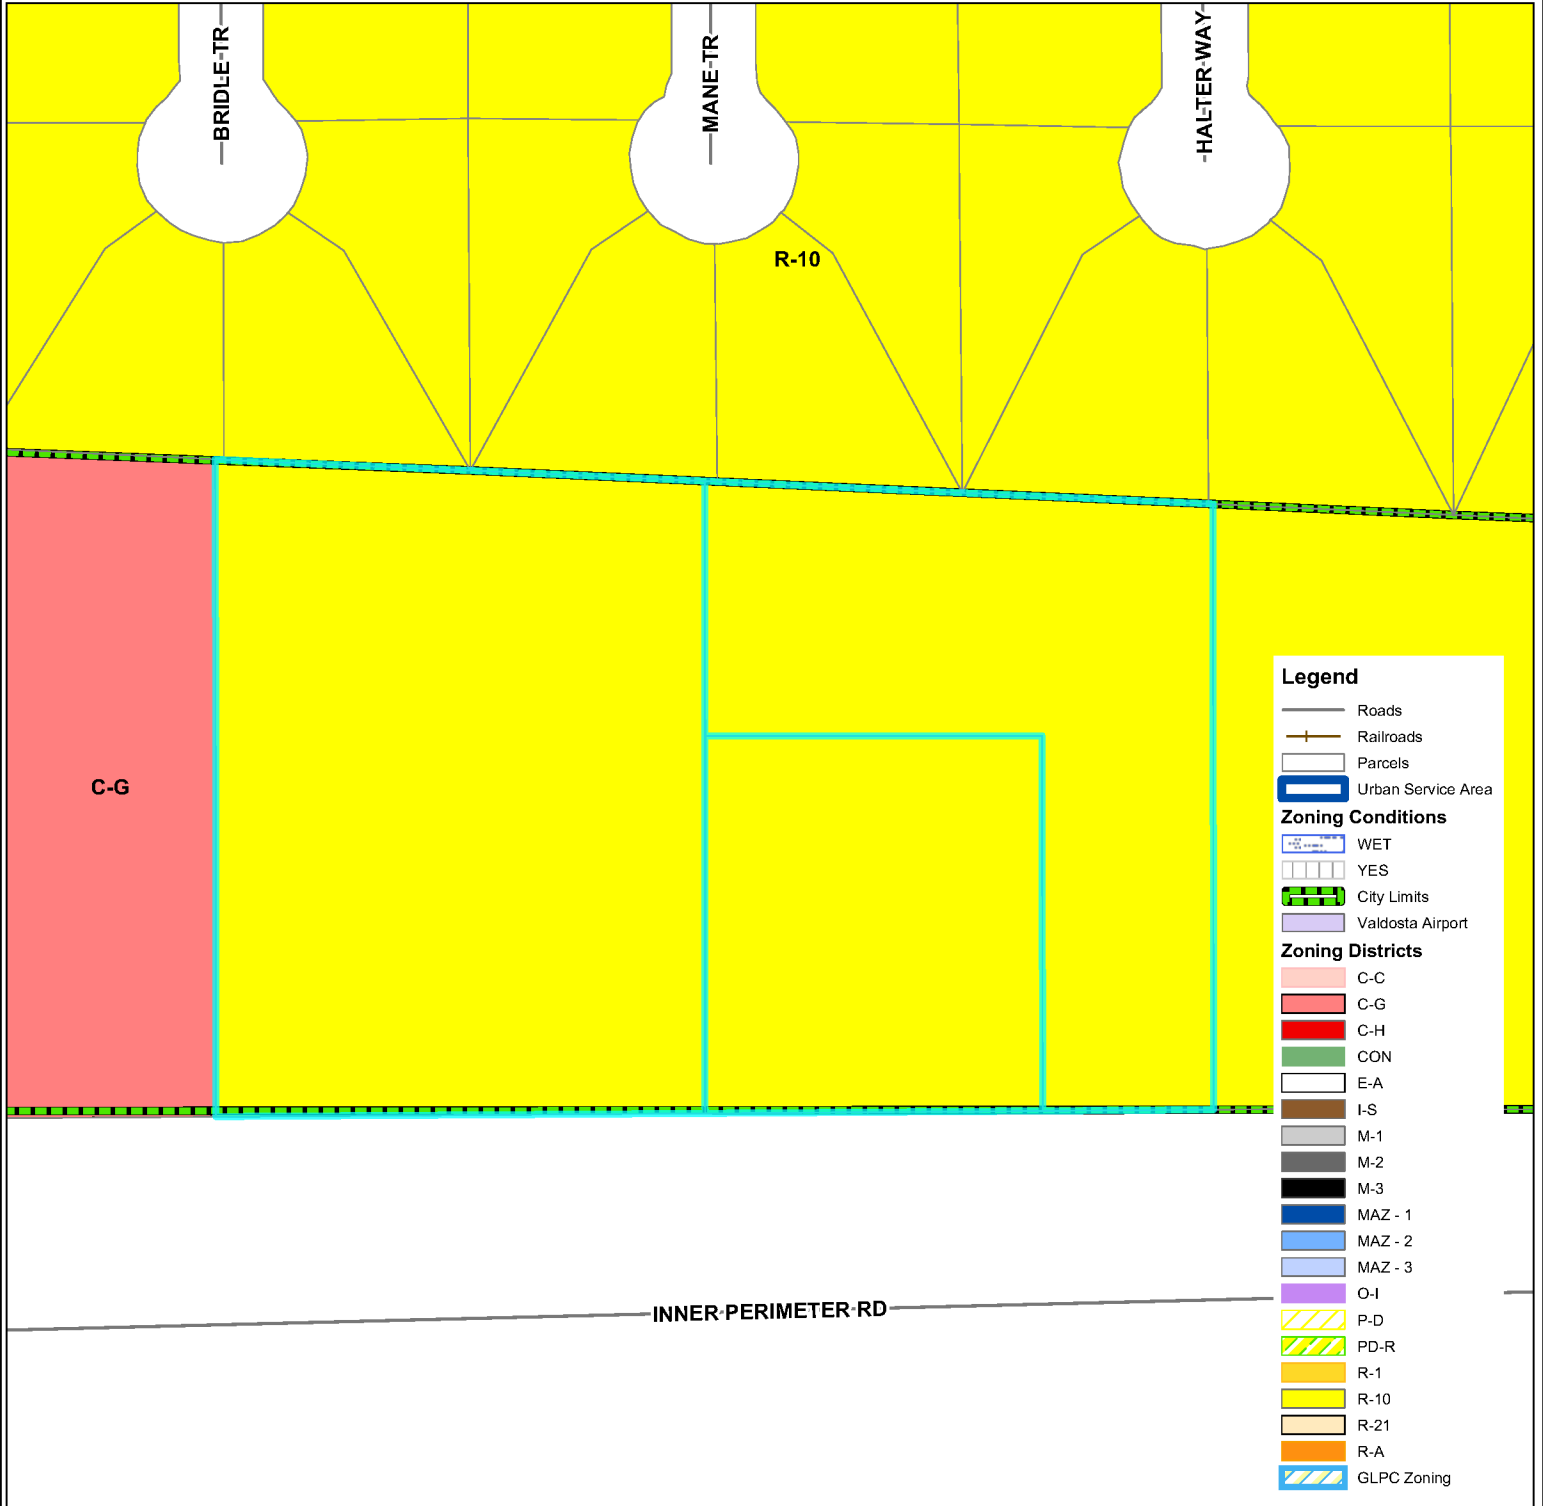 BRIDLE TR
MANE TR
HALTER WAY
R-10
C-G
INNER PERIMETER RD
Legend
Roads
Railroads
Parcels
Urban Service Area
Zoning Conditions
WET
YES
City Limits
Valdosta Airport
Zoning Districts
C-C
C-G
C-H
CON
E-A
I-S
M-1
M-2
M-3
MAZ - 1
MAZ - 2
MAZ - 3
O-I
P-D
PD-R
R-1
R-10
R-21
R-A
GLPC Zoning